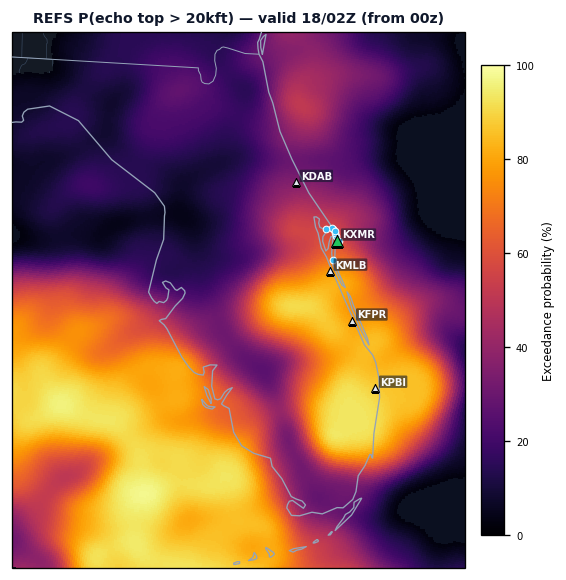 REFS P(echo top > 20kft) — valid 18/02Z (from 00z)
KDAB
KXMR
KMLB
KFPR
KPBI
100
80
60
40
20
0
Exceedance probability (%)